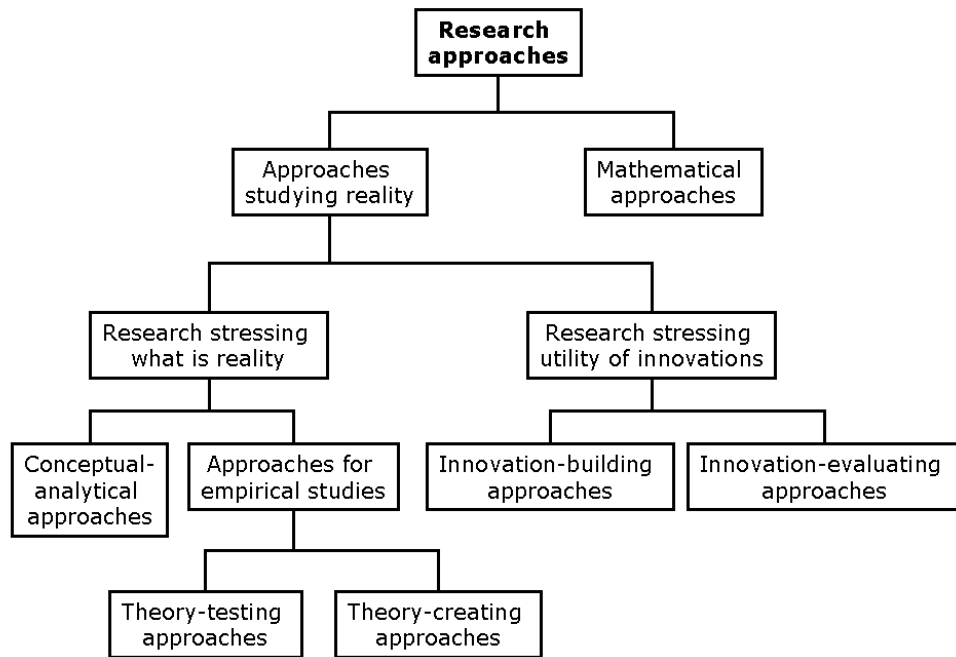 Research
approaches
Approaches
studying reality
Mathematical
approaches
Research stressing
what is reality
Research stressing
utility of innovations
Conceptual-
analytical
approaches
Approaches for
empirical studies
Innovation-building
approaches
Innovation-evaluating
approaches
Theory-testing
approaches
Theory-creating
approaches